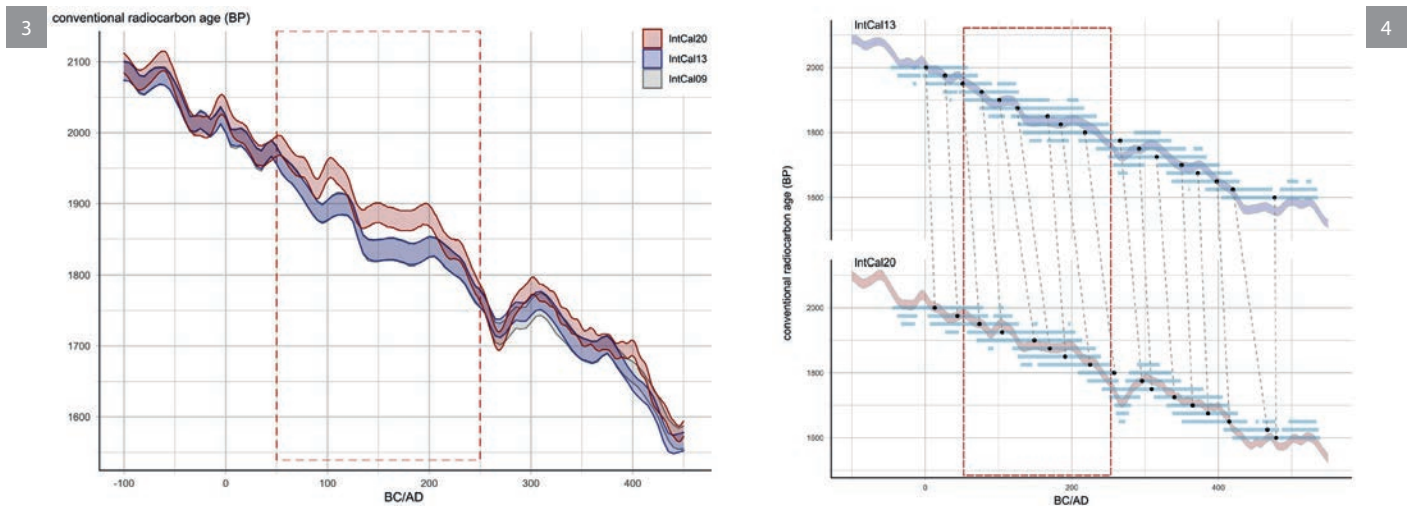 3
conventional radiocarbon age (BP)
IntCal20
IntCal13
IntCal09
2100
2000
1900
1800
1700
1600
-100
0
100
200
300
400
BC/AD
4
IntCal13
2000
1800
1600
conventional radiocarbon age (BP)
IntCal20
2000
1800
1600
0
200
400
BC/AD